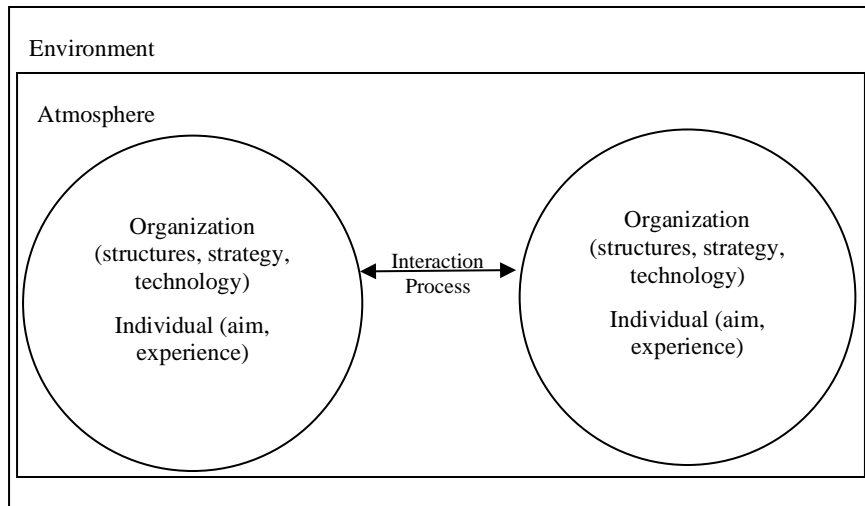 Environment
Atmosphere
Organization
(structures, strategy,
technology)
Individual (aim,
experience)
Interaction
Process
Organization
(structures, strategy,
technology)
Individual (aim,
experience)